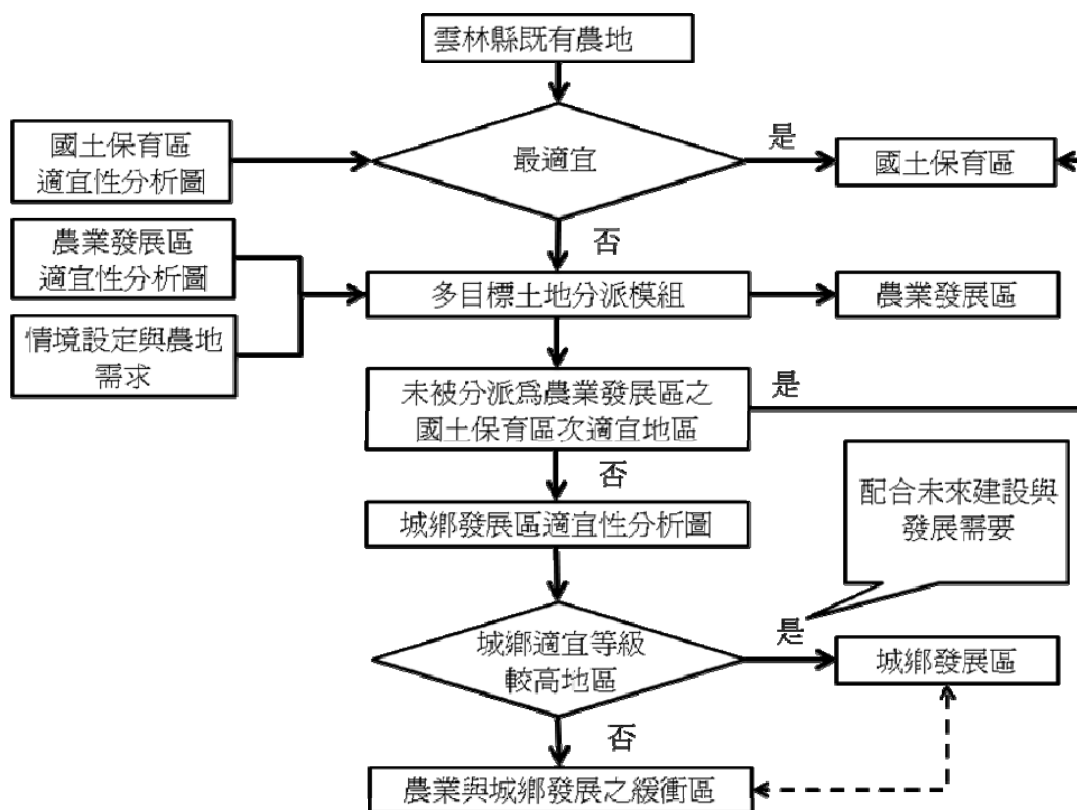 雲林縣既有農地
國土保育區
適宜性分析圖
最適宜
是
國土保育區
否
農業發展區
適宜性分析圖
情境設定與農地
需求
多目標土地分派模組
農業發展區
未被分派為農業發展區之
國土保育區次適宜地區
是
否
配合未來建設與
發展需要
城鄉發展區適宜性分析圖
城鄉適宜等級
較高地區
是
城鄉發展區
否
農業與城鄉發展之緩衝區